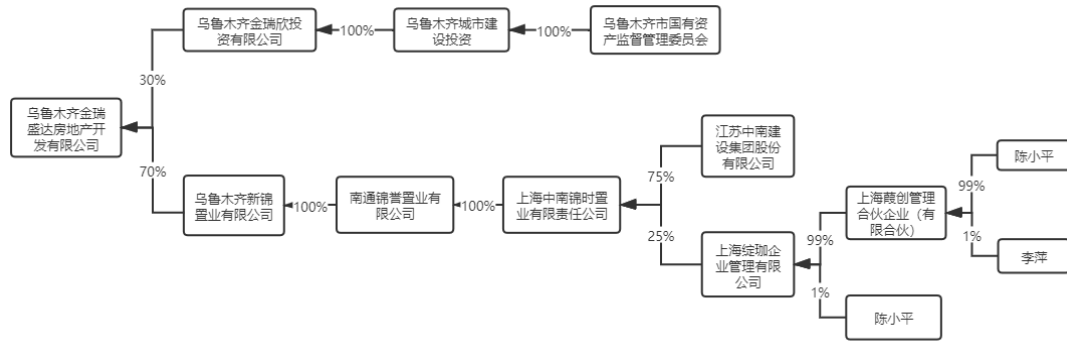 乌鲁木齐金瑞欣投
资有限公司
100%
乌鲁木齐城市建
设投资
100%
乌鲁木齐市国有资
产监督管理委员会
30%
乌鲁木齐金瑞
盛达房地产开
发有限公司
70%
乌鲁木齐新锦
置业有限公司
100%
南通锦誉置业有
限公司
100%
上海中南锦时置
业有限责任公司
75%
江苏中南建
设集团股份
有限公司
25%
上海绽珈企
业管理有限
公司
99%
上海葭创管理
合伙企业（有
限合伙）
99%
陈小平
1%
李萍
1%
陈小平